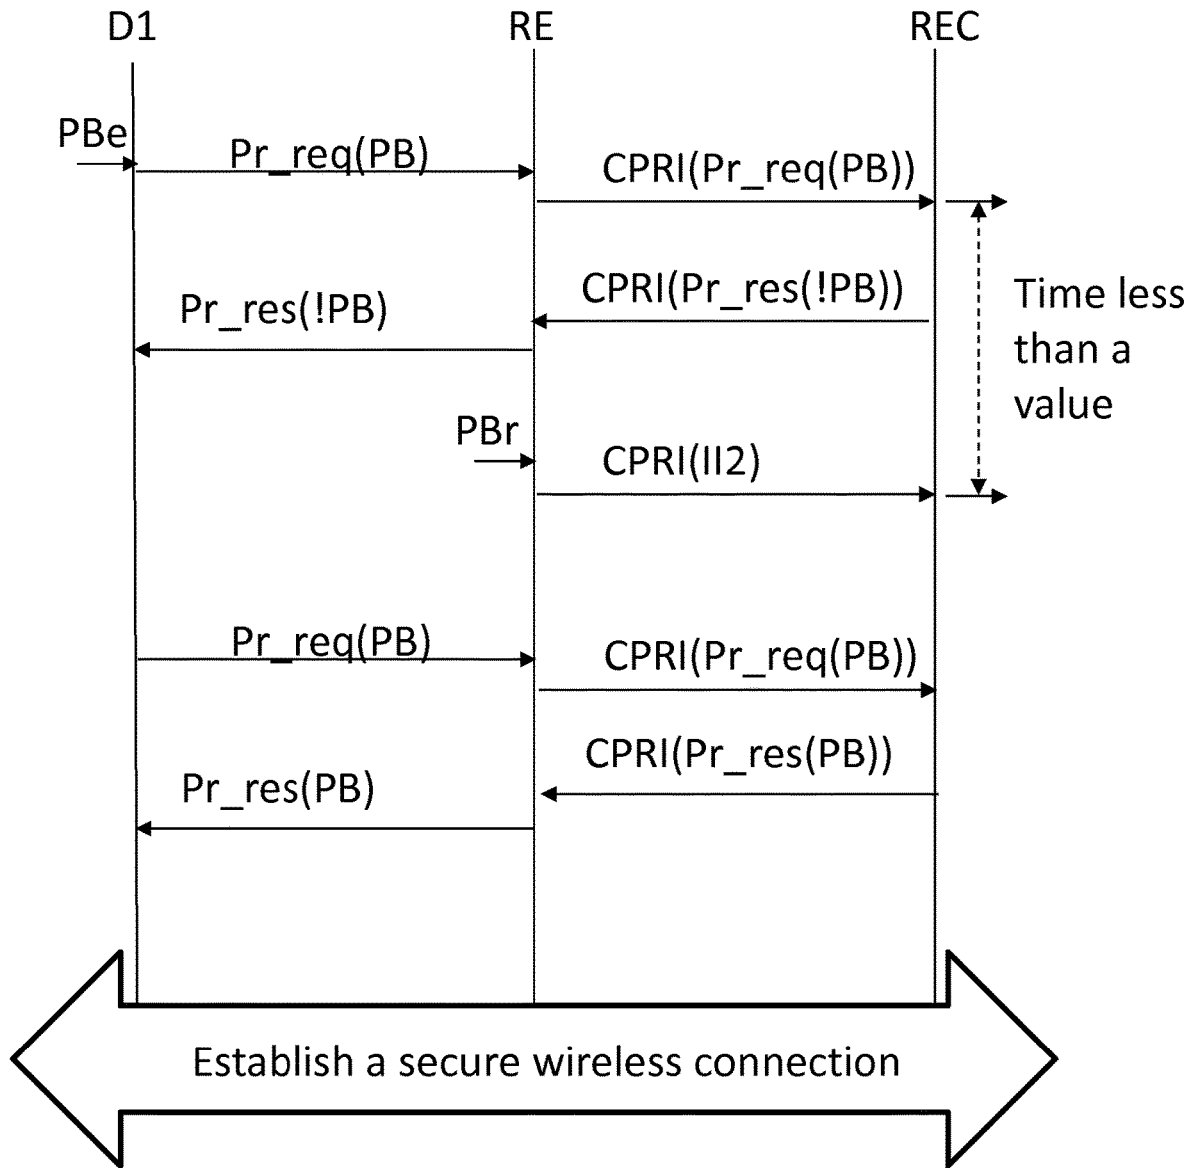 D1 RE REC
PBe
Pr_req(PB)
CPRI(Pr_req(PB))
CPRI(Pr_res(!PB))
Pr_res(!PB)
Time less
than a
value
PBr
CPRI(II2)
Pr_req(PB)
CPRI(Pr_req(PB))
CPRI(Pr_res(PB))
Pr_res(PB)
Establish a secure wireless connection